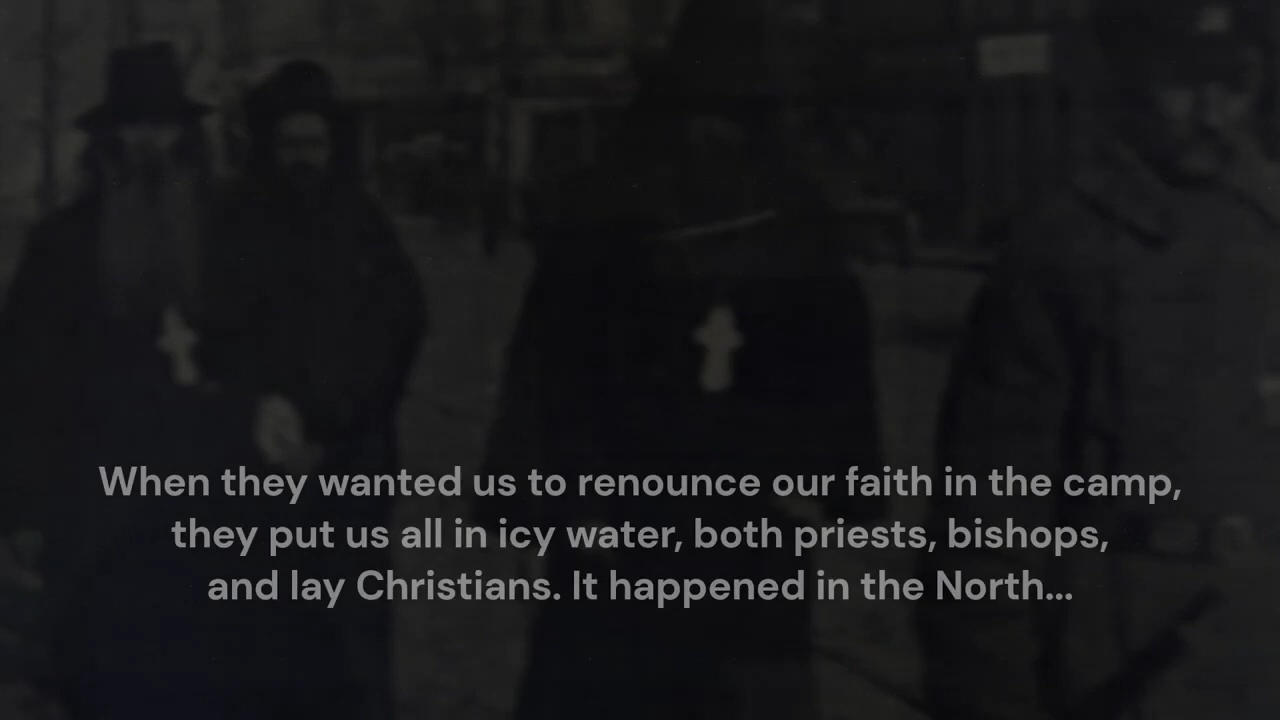 When they wanted us to renounce our faith in the camp,
they put us all in icy water, both priests, bishops,
and lay Christians. It happened in the North...